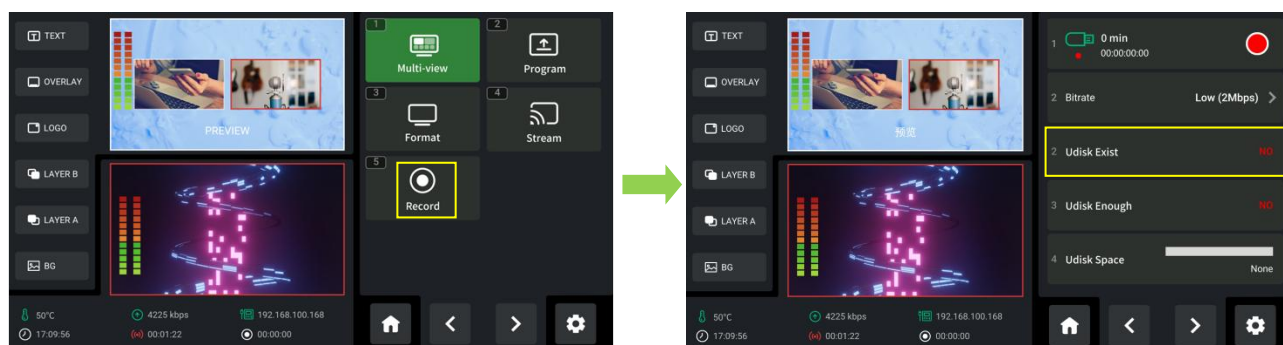 TEXT
OVERLAY
LOGO
LAYER B
LAYER A
BG
PREVIEW
1
Multi-view
2
Program
3
Format
4
Stream
5
Record
50°C
4225 kbps
192.168.100.168
17:09:56
00:01:22
00:00:00
TEXT
OVERLAY
LOGO
LAYER B
LAYER A
BG
预览
1
0 min
00:00:00:00
2 Bitrate Low (2Mbps)
2 Udisk Exist NO
3 Udisk Enough NO
4 Udisk Space
None
50°C
4225 kbps
192.168.100.168
17:09:56
00:01:22
00:00:00